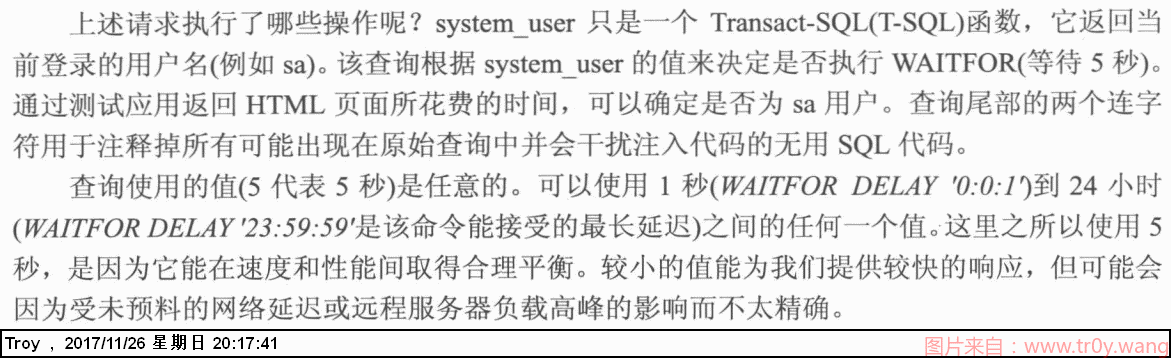 上述请求执行了哪些操作呢？system_user 只是一个 Transact-SQL(T-SQL)函数，它返回当
前登录的用户名(例如 sa)。该查询根据 system_user 的值来决定是否执行 WAITFOR(等待 5 秒)。
通过测试应用返回 HTML 页面所花费的时间，可以确定是否为 sa 用户。查询尾部的两个连字
符用于注释掉所有可能出现在原始查询中并会干扰注入代码的无用 SQL 代码。
查询使用的值(5 代表 5 秒)是任意的。可以使用 1 秒(WAITFOR DELAY '0:0:1')到 24 小时
(WAITFOR DELAY '23:59:59'是该命令能接受的最长延迟)之间的任何一个值。这里之所以使用 5
秒，是因为它能在速度和性能间取得合理平衡。较小的值能为我们提供较快的响应，但可能会
因为受未预料的网络延迟或远程服务器负载高峰的影响而不太精确。
Tr0y , 2017/11/26 星期日 20:17:41
图片来自：www.tr0y.wang